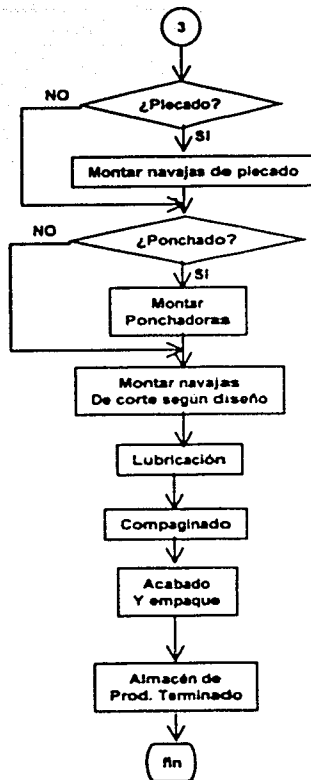 3
¿Plecado?
NO
SI
Montar navajas de plecado
¿Ponchado?
NO
SI
Montar
Ponchadoras
Montar navajas
De corte según diseño
Lubricación
Compaginado
Acabado
Y empaque
Almacén de
Prod. Terminado
fin